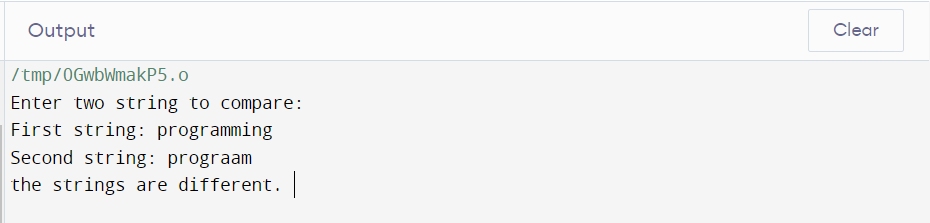 Output
Clear
/tmp/OGwbWmakP5.o
Enter two string to compare:
First string: programming
Second string: prograam
the strings are different.